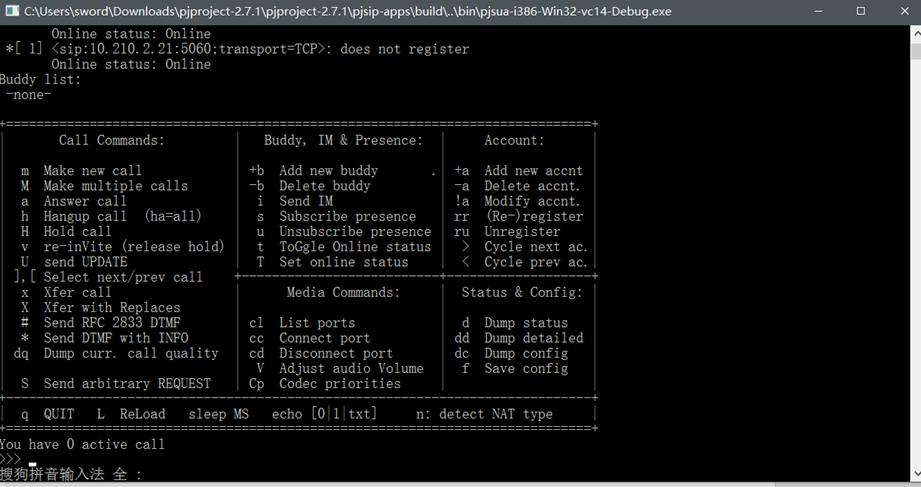 C:\Users\sword\Downloads\pjproject-2.7.1\pjproject-2.7.1\pjsip-apps\build\..\bin\pjsua-i386-Win32-vc14-Debug.exe
Online status: Online
*[ 1] <sip:10.210.2.21:5060;transport=TCP>: does not register
Online status: Online
Buddy list:
-none-
+=============================================================================+
| Call Commands: | Buddy, IM & Presence: | Account: |
| m Make new call | +b Add new buddy . | +a Add new accnt |
| M Make multiple calls | -b Delete buddy | -a Delete accnt. |
| a Answer call | i Send IM | !a Modify accnt. |
| h Hangup call (ha=all) | s Subscribe presence | rr (Re-)register |
| H Hold call | u Unsubscribe presence | ru Unregister |
| v re-inVite (release hold) | t ToGgle Online status | > Cycle next ac. |
| U send UPDATE | T Set online status | < Cycle prev ac. |
| ],[ Select next/prev call +--------------------------+-------------------+
| x Xfer call | Media Commands: | Status & Config: |
| X Xfer with Replaces | | |
| # Send RFC 2833 DTMF | cl List ports | d Dump status |
| * Send DTMF with INFO | cc Connect port | dd Dump detailed |
| dq Dump curr. call quality | cd Disconnect port | dc Dump config |
| | V Adjust audio Volume | f Save config |
| S Send arbitrary REQUEST | Cp Codec priorities | |
+-----------------------------------------------------------------------------+
| q QUIT L ReLoad sleep MS echo [0|1|txt] n: detect NAT type |
+=============================================================================+
You have 0 active call
>>>
搜狗拼音输入法 全 :